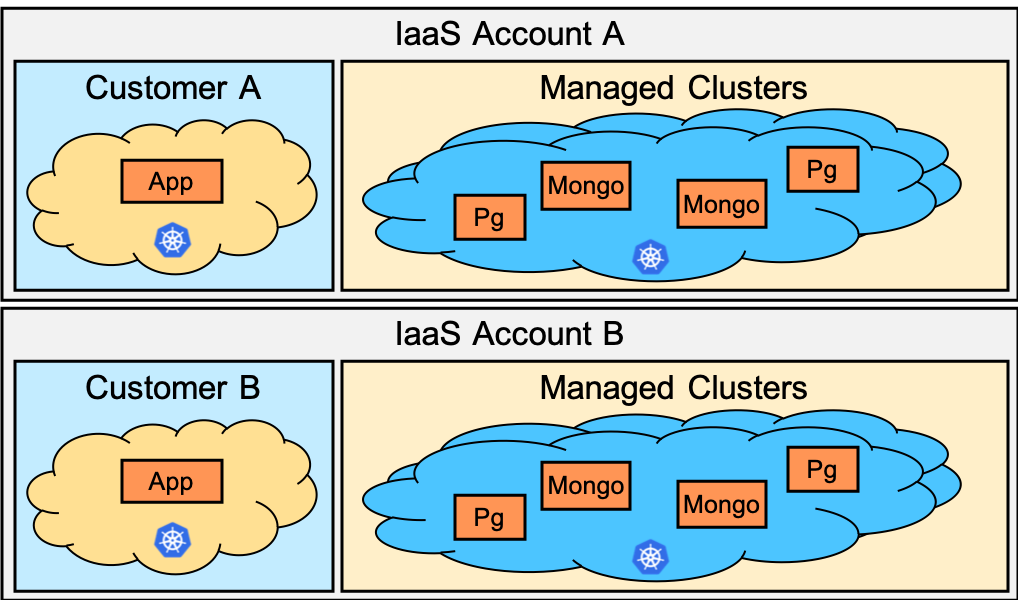 IaaS Account A
Customer A
Managed Clusters
App
Pg
Mongo
Mongo
Pg
IaaS Account B
Customer B
Managed Clusters
App
Pg
Mongo
Mongo
Pg